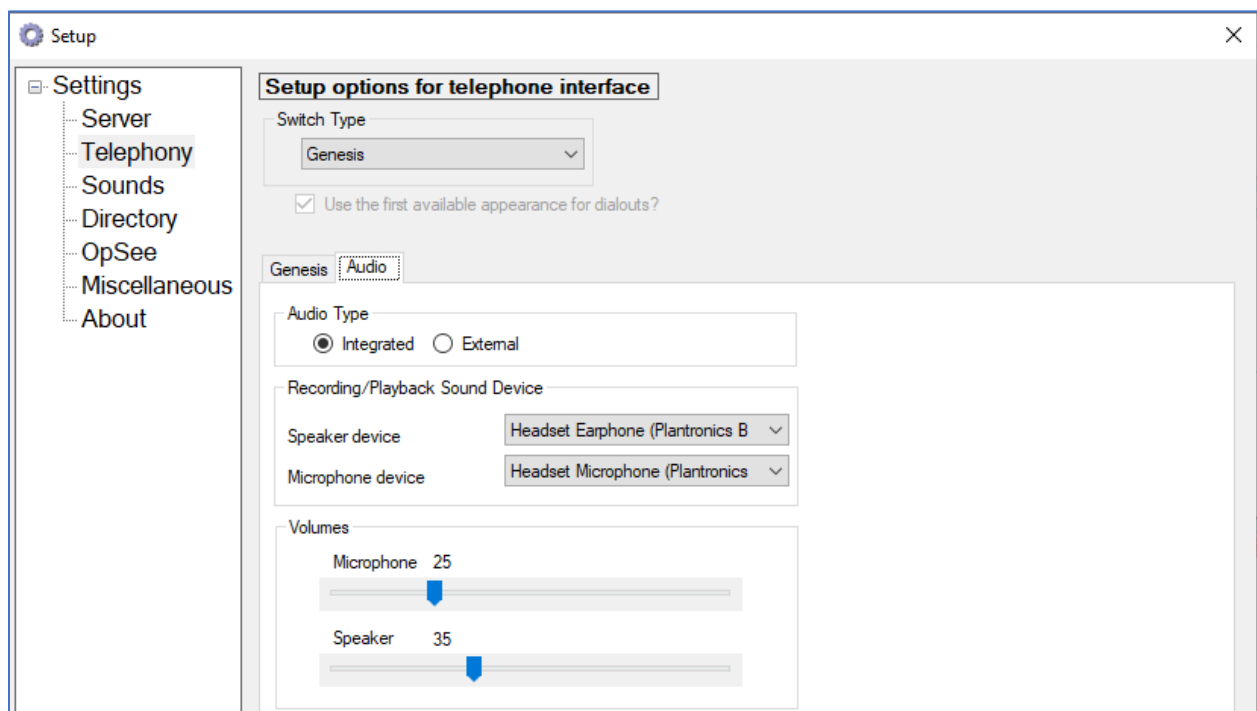 Setup
Settings
Server
Telephony
Sounds
Directory
OpSee
Miscellaneous
About
Setup options for telephone interface
Switch Type
Genesis
Use the first available appearance for dialouts?
Genesis Audio
Audio Type
Integrated External
Recording/Playback Sound Device
Speaker device Headset Earphone (Plantronics B
Microphone device Headset Microphone (Plantronics
Volumes
Microphone 25
Speaker 35